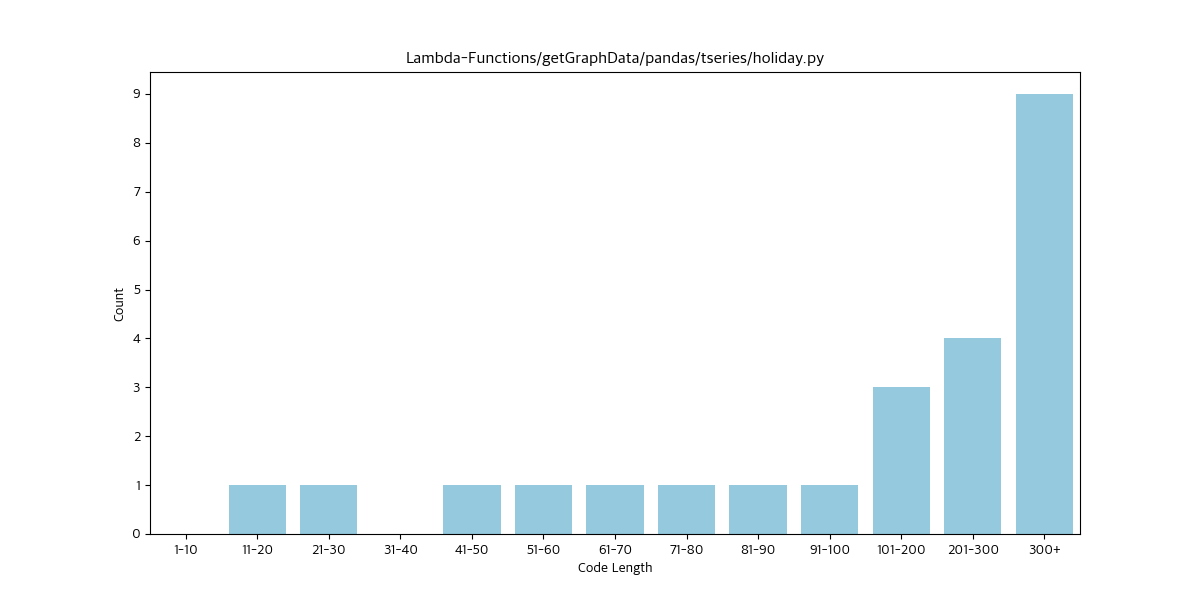 Lambda-Functions/getGraphData/pandas/tseries/holiday.py
9
8
7
6
5
4
3
2
1
0
Count
1-10 11-20 21-30 31-40 41-50 51-60 61-70 71-80 81-90 91-100 101-200 201-300 300+
Code Length